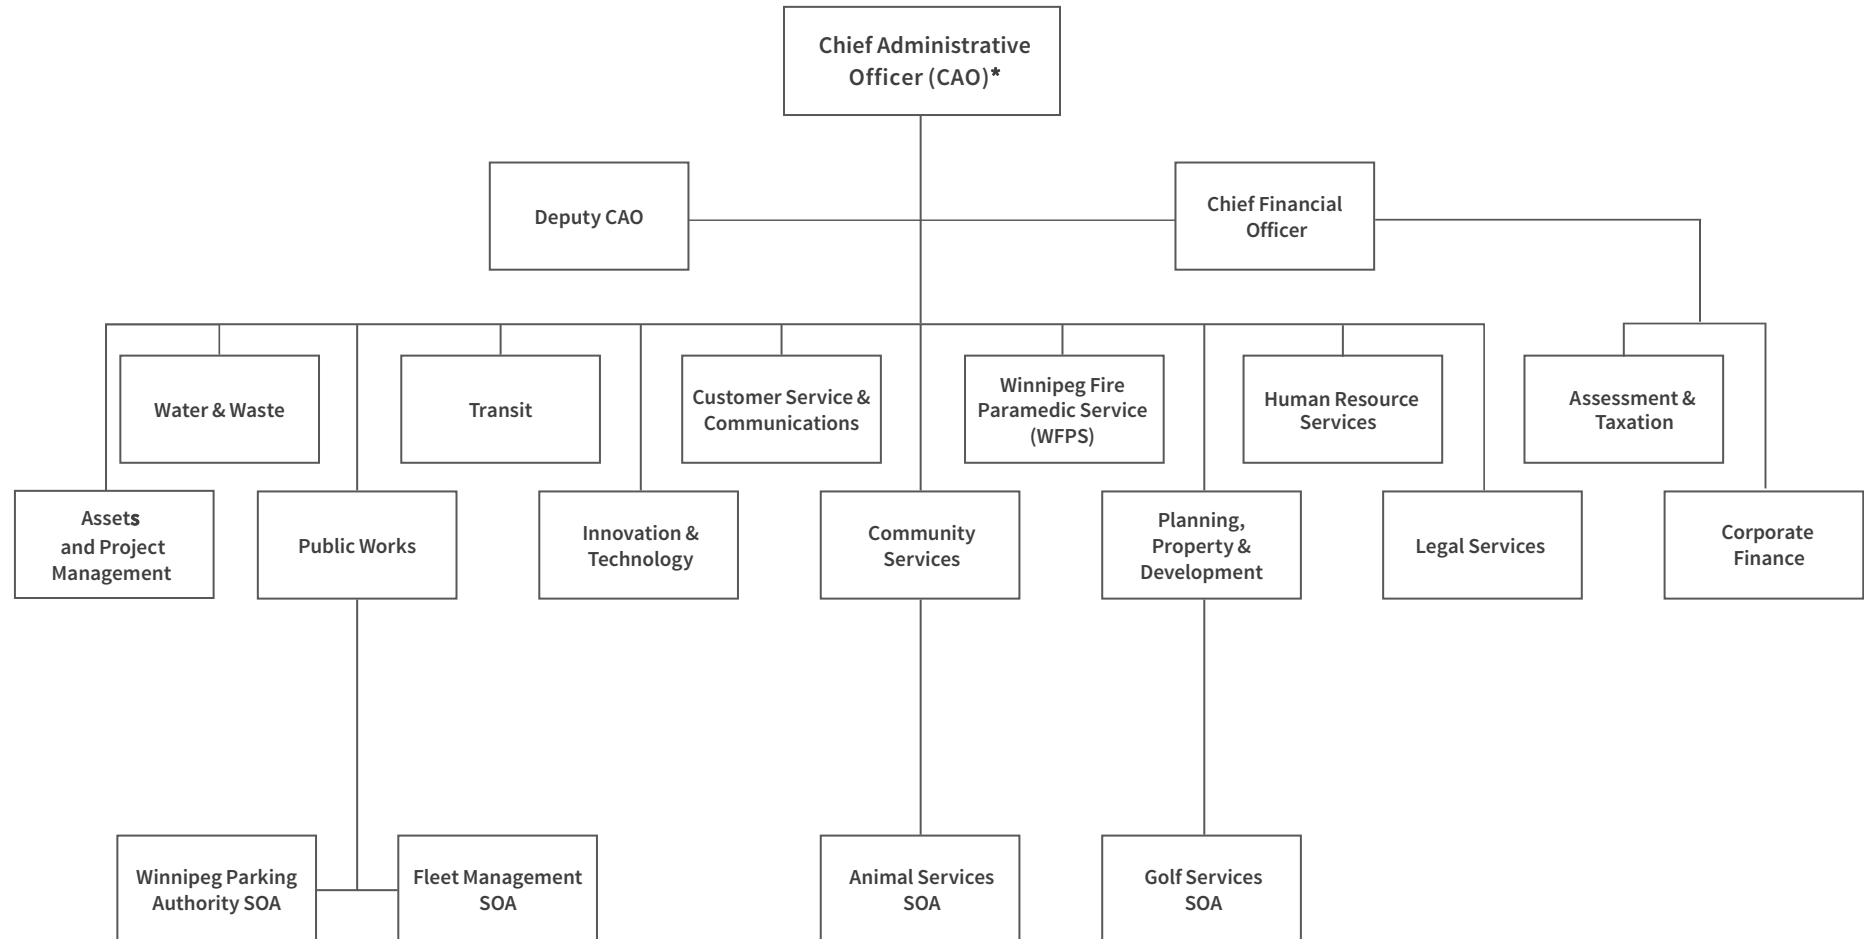 Chief Administrative
Officer (CAO)*
Deputy CAO
Chief Financial
Officer
Water & Waste
Transit
Customer Service &
Communications
Winnipeg Fire
Paramedic Service
(WFPS)
Human Resource
Services
Assessment &
Taxation
Assets
and Project
Management
Public Works
Innovation &
Technology
Community
Services
Planning,
Property &
Development
Legal Services
Corporate
Finance
Winnipeg Parking
Authority SOA
Fleet Management
SOA
Animal Services
SOA
Golf Services
SOA